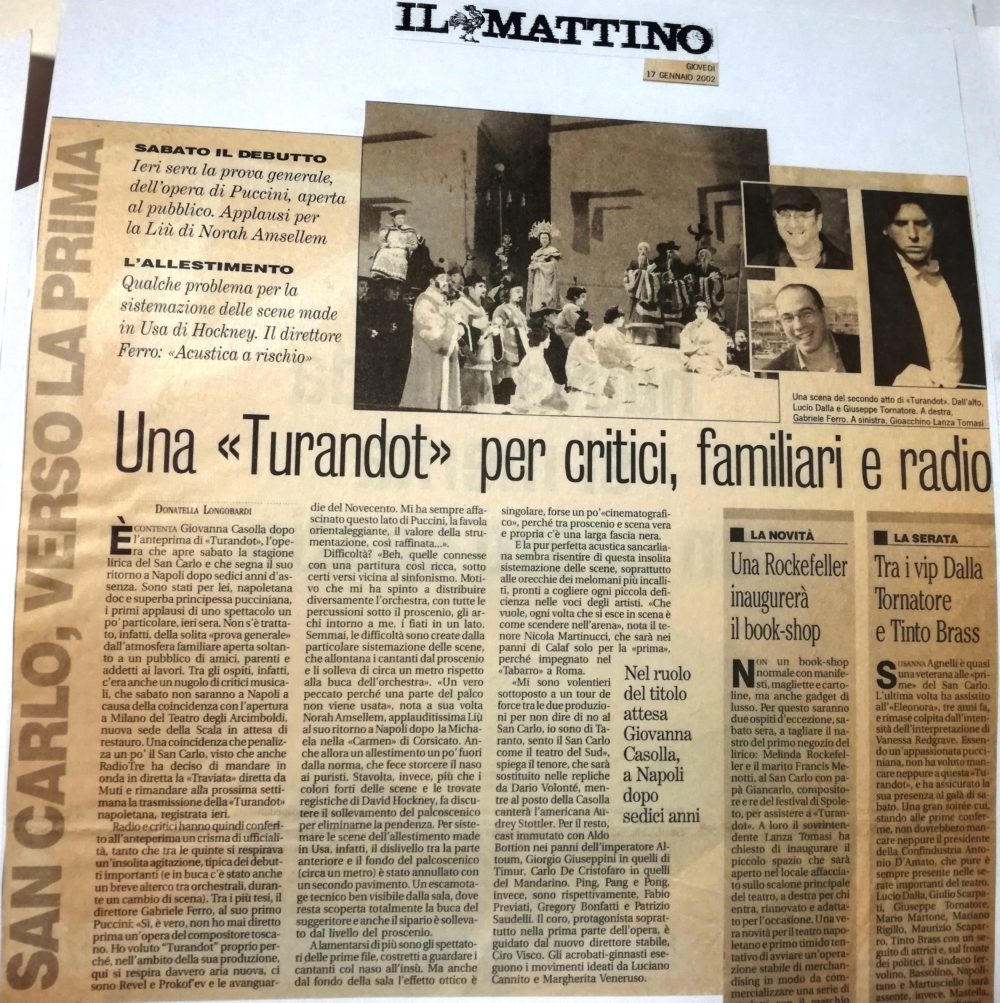 IL MATTINO
GIOVEDÌ
17 GENNAIO 2002
SAN CARLO, VERSO LA PRIMA
SABATO IL DEBUTTO
Ieri sera la prova generale,
dell'opera di Puccini, aperta
al pubblico. Applausi per
la Liù di Norah Amsellem
L'ALLESTIMENTO
Qualche problema per la
sistemazione delle scene made
in Usa di Hockney. Il direttore
Ferro: «Acustica a rischio»
Una scena del secondo atto di «Turandot». Dall'alto,
Lucio Dalla e Giuseppe Tornatore. A destra,
Gabriele Ferro. A sinistra, Gioacchino Lanza Tomasi
Una «Turandot» per critici, familiari e radio
DONATELLA LONGOBARDI
È CONTENTA Giovanna Casolla dopo
l'anteprima di «Turandot», l'ope-
ra che apre sabato la stagione
lirica del San Carlo e che segna il suo
ritorno a Napoli dopo sedici anni d'as-
senza. Sono stati per lei, napoletana
doc e superba principessa pucciniana,
i primi applausi di uno spettacolo un
po' particolare, ieri sera. Non s'è tratta-
to, infatti, della solita «prova generale»
dall'atmosfera familiare aperta soltan-
to a un pubblico di amici, parenti e
addetti ai lavori. Tra gli ospiti, infatti,
c'era anche un nugolo di critici musica-
li, che sabato non saranno a Napoli a
causa della coincidenza con l'apertura
a Milano del Teatro degli Arcimboldi,
nuova sede della Scala in attesa di
restauro. Una coincidenza che penaliz-
za un po' il San Carlo, visto che anche
RadioTre ha deciso di mandare in
onda in diretta la «Traviata» diretta da
Muti e rimandare alla prossima setti-
mana la trasmissione della «Turandot»
napoletana, registrata ieri.
Radio e critici hanno quindi conferi-
to all'anteprima un crisma di ufficiali-
tà, tanto che tra le quinte si respirava
un'insolita agitazione, tipica dei debut-
ti importanti (e in buca c'è stato anche
un breve alterco tra orchestrali, duran-
te un cambio di scena). Tra i più tesi, il
direttore Gabriele Ferro, al suo primo
Puccini: «Sì, è vero, non ho mai diretto
prima un'opera del compositore tosca-
no. Ho voluto "Turandot" proprio per-
ché, nell'ambito della sua produzione,
qui si respira davvero aria nuova, ci
sono Revel e Prokof'ev e le avanguar-
die del Novecento. Mi ha sempre affa-
scinato questo lato di Puccini, la favola
orientaleggiante, il valore della stru-
mentazione, così raffinata...».
Difficoltà? «Beh, quelle connesse
con una partitura così ricca, sotto
certi versi vicina al sinfonismo. Moti-
vo che mi ha spinto a distribuire
diversamente l'orchestra, con tutte le
percussioni sotto il proscenio, gli ar-
chi intorno a me, i fiati in un lato.
Semmai, le difficoltà sono create dalla
particolare sistemazione delle scene,
che allontana i cantanti dal proscenio
e li solleva di circa un metro rispetto
alla buca dell'orchestra». «Un vero
peccato perché una parte del palco
non viene usata», nota a sua volta
Norah Amsellem, applauditissima Liù
al suo ritorno a Napoli dopo la Micha-
ela nella «Carmen» di Corsicato. An-
che allora un allestimento un po' fuori
dalla norma, che fece storcere il naso
ai puristi. Stavolta, invece, più che i
colori forti delle scene e le trovate
registiche di David Hockney, fa discu-
tere il sollevamento del palcoscenico
per eliminarne la pendenza. Per siste-
mare le scene dell'allestimento made
in Usa, infatti, il dislivello tra la parte
anteriore e il fondo del palcoscenico
(circa un metro) è stato annullato con
un secondo pavimento. Un escamota-
ge tecnico ben visibile dalla sala, dove
resta scoperta totalmente la buca del
suggeritore e anche il sipario è solleva-
to dal livello del proscenio.
A lamentarsi di più sono gli spettato-
ri delle prime file, costretti a guardare i
cantanti col naso all'insù. Ma anche
dal fondo della sala l'effetto ottico è
singolare, forse un po' «cinematografi-
co», perché tra proscenio e scena vera
e propria c'è una larga fascia nera.
E la pur perfetta acustica sancarlia-
na sembra risentire di questa insolita
sistemazione delle scene, soprattutto
alle orecchie dei melomani più incalli-
ti, pronti a cogliere ogni piccola defi-
cienza nelle voci degli artisti. «Che
vuole, ogni volta che si esce in scena è
come scendere nell'arena», nota il te-
nore Nicola Martinucci, che sarà nei
panni di Calaf solo per la «prima»,
perché impegnato nel
«Tabarro» a Roma.
«Mi sono volentieri
sottoposto a un tour de
force tra le due produzio-
ni per non dire di no al
San Carlo, io sono di Ta-
ranto, sento il San Carlo
come il teatro del Sud»,
spiega il tenore, che sarà
sostituito nelle repliche
da Dario Volonté, men-
tre al posto della Casolla
canterà l'americana Au-
drey Stottler. Per il resto,
cast immutato con Aldo
Bottion nei panni dell'imperatore Al-
toum, Giorgio Giuseppini in quelli di
Timur, Carlo De Cristofaro in quelli
del Mandarino. Ping, Pang e Pong,
invece, sono rispettivamente, Fabio
Previati, Gregory Bonfatti e Patrizio
Saudelli. Il coro, protagonista soprat-
tutto nella prima parte dell'opera, è
guidato dal nuovo direttore stabile,
Ciro Visco. Gli acrobati-ginnasti ese-
guono i movimenti ideati da Luciano
Cannito e Margherita Veneruso.
Nel ruolo
del titolo
attesa
Giovanna
Casolla,
a Napoli
dopo
sedici anni
LA NOVITÀ
Una Rockefeller
inaugurerà
il book-shop
NON un book-shop
normale con manife-
sti, magliette e cartoli-
ne, ma anche gadget di
lusso. Per questo saranno
due ospiti d'eccezione, sa-
bato sera, a tagliare il na-
stro del primo negozio del
lirico: Melinda Rockefel-
ler e il marito Francis Me-
notti, al San Carlo con pa-
pà Giancarlo, composito-
re e re del festival di Spole-
to, per assistere a «Turan-
dot». A loro il sovrinten-
dente Lanza Tomasi ha
chiesto di inaugurare il
piccolo spazio che sarà
aperto nel locale affaccia-
to sullo scalone principale
del teatro, a destra per chi
entra, rinnovato e adatta-
to per l'occasione. Una ve-
ra novità per il teatro napo-
letano e primo timido ten-
tativo di avviare un'opera-
zione stabile di merchan-
dising in modo da com-
mercializzare una serie di
LA SERATA
Tra i vip Dalla
Tornatore
e Tinto Brass
SUSANNA Agnelli è quasi
una veterana alle «pri-
me» del San Carlo.
L'ultima volta ha assistito
all'«Eleonora», tre anni fa,
e rimase colpita dall'inten-
sità dell'interpretazione di
Vanessa Redgrave. Essen-
do un'appassionata pucci-
niana, non ha voluto man-
care neppure a questa «Tu-
randot», e ha assicurato la
sua presenza al galà di sa-
bato. Una gran soirée cui,
stando alle prime confer-
me, non dovrebbero man-
care neppure il presidente
della Confindustria Anto-
nio D'Amato, che pure è
sempre presente nelle se-
rate importanti del teatro,
Lucio Dalla, Giulio Scarpa-
ti, Giuseppe Tornatore,
Mario Martone, Mariano
Rigillo, Maurizio Scapar-
ro, Tinto Brass con un se-
guito di attrici e, sul fronte
dei politici, il sindaco Ier-
volino, Bassolino, Napoli-
tano e Martusciello (sarà
assente invece, Mastella,